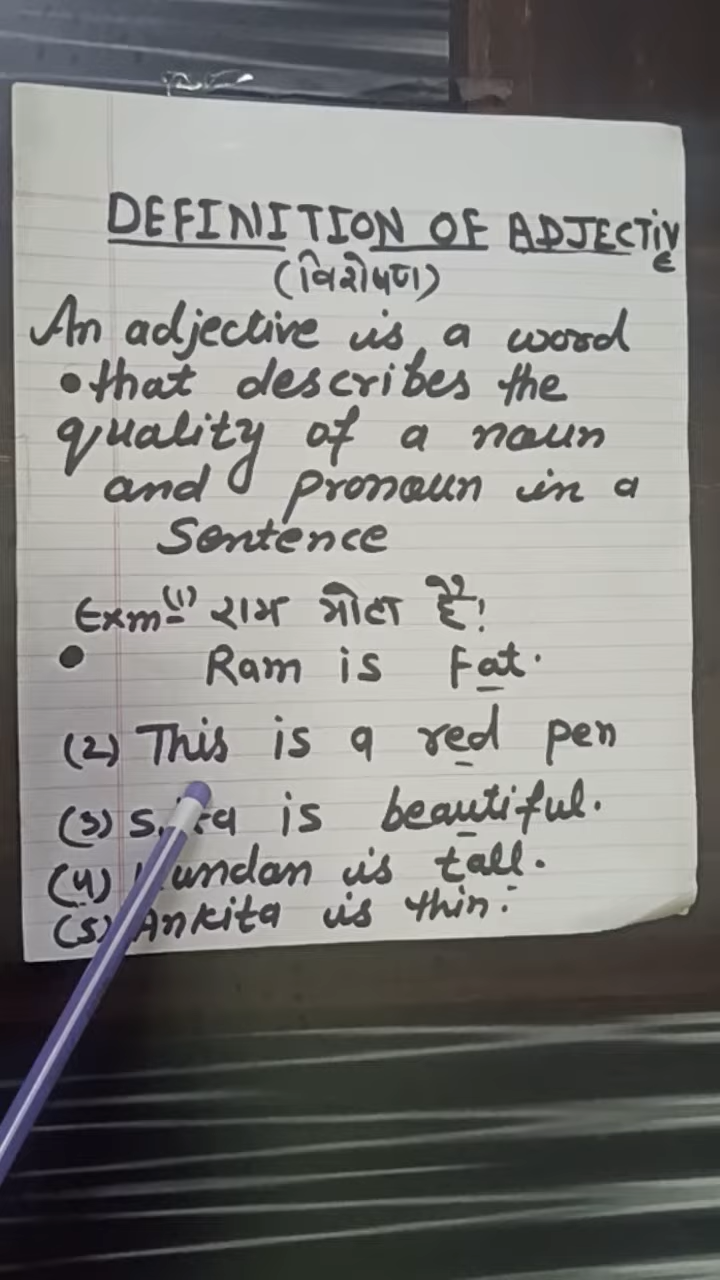 DEFINITION OF ADJECTIVE
(विशेषण)
An adjective is a word
that describes the
quality of a noun
and pronoun in a
Sentence
Exm- (1) राम मोटा है!
Ram is Fat.
(2) This is a red pen
(3) is beautiful.
(4) is tall.
(5) Ankita is thin.